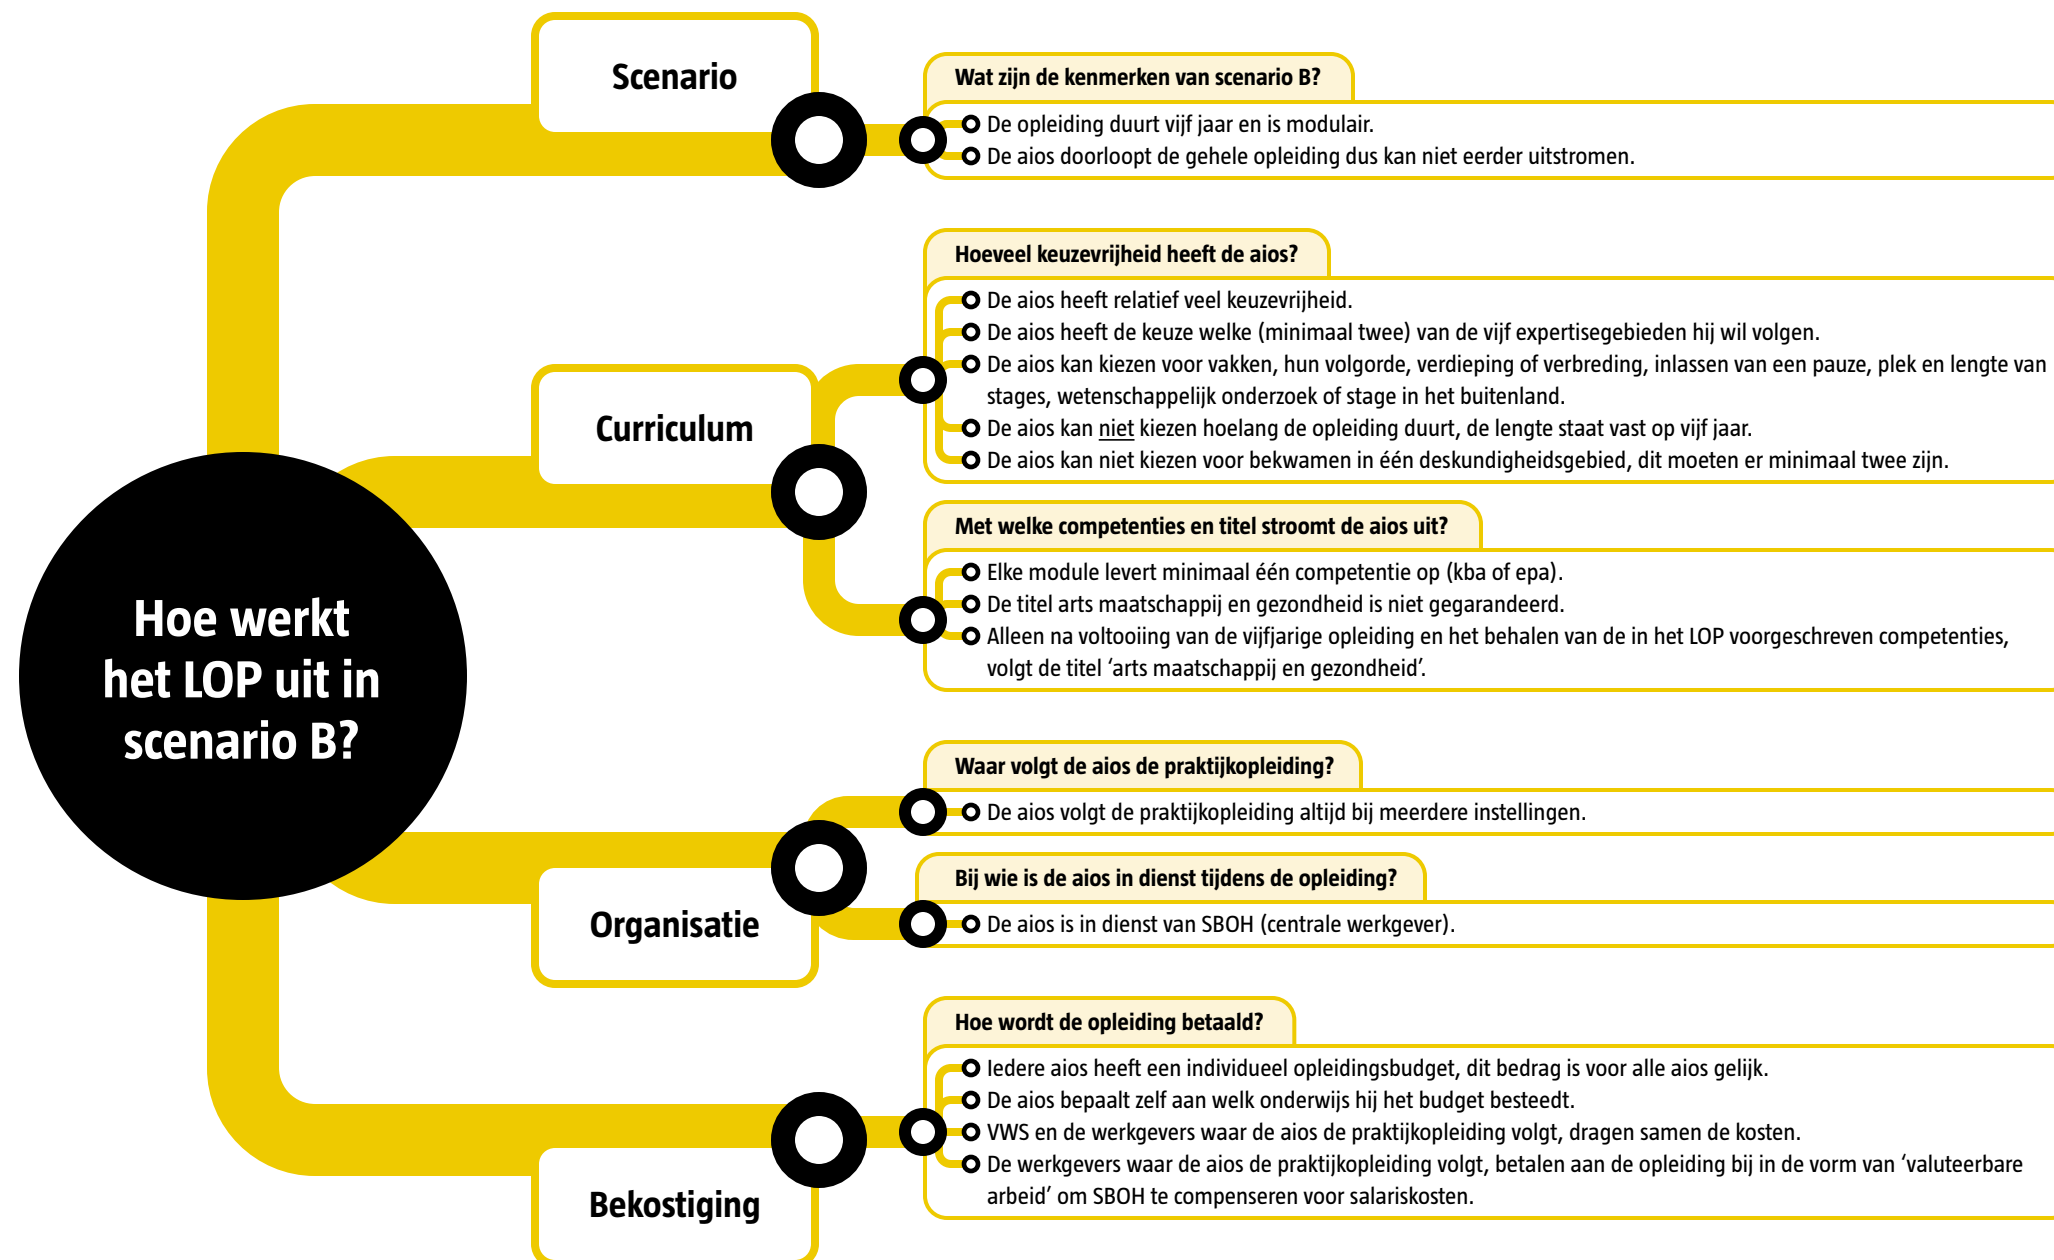 Hoe werkt
het LOP uit in
scenario B?
Scenario
Wat zijn de kenmerken van scenario B?
De opleiding duurt vijf jaar en is modulair.
De aios doorloopt de gehele opleiding dus kan niet eerder uitstromen.
Curriculum
Hoeveel keuzevrijheid heeft de aios?
De aios heeft relatief veel keuzevrijheid.
De aios heeft de keuze welke (minimaal twee) van de vijf expertisegebieden hij wil volgen.
De aios kan kiezen voor vakken, hun volgorde, verdieping of verbreding, inlassen van een pauze, plek en lengte van
stages, wetenschappelijk onderzoek of stage in het buitenland.
De aios kan niet kiezen hoelang de opleiding duurt, de lengte staat vast op vijf jaar.
De aios kan niet kiezen voor bekwamen in één deskundigheidsgebied, dit moeten er minimaal twee zijn.
Met welke competenties en titel stroomt de aios uit?
Elke module levert minimaal één competentie op (kba of epa).
De titel arts maatschappij en gezondheid is niet gegarandeerd.
Alleen na voltooiing van de vijfjarige opleiding en het behalen van de in het LOP voorgeschreven competenties,
volgt de titel ‘arts maatschappij en gezondheid’.
Organisatie
Waar volgt de aios de praktijkopleiding?
De aios volgt de praktijkopleiding altijd bij meerdere instellingen.
Bij wie is de aios in dienst tijdens de opleiding?
De aios is in dienst van SBOH (centrale werkgever).
Bekostiging
Hoe wordt de opleiding betaald?
Iedere aios heeft een individueel opleidingsbudget, dit bedrag is voor alle aios gelijk.
De aios bepaalt zelf aan welk onderwijs hij het budget besteedt.
VWS en de werkgevers waar de aios de praktijkopleiding volgt, dragen samen de kosten.
De werkgevers waar de aios de praktijkopleiding volgt, betalen aan de opleiding bij in de vorm van ‘valuteerbare
arbeid’ om SBOH te compenseren voor salariskosten.